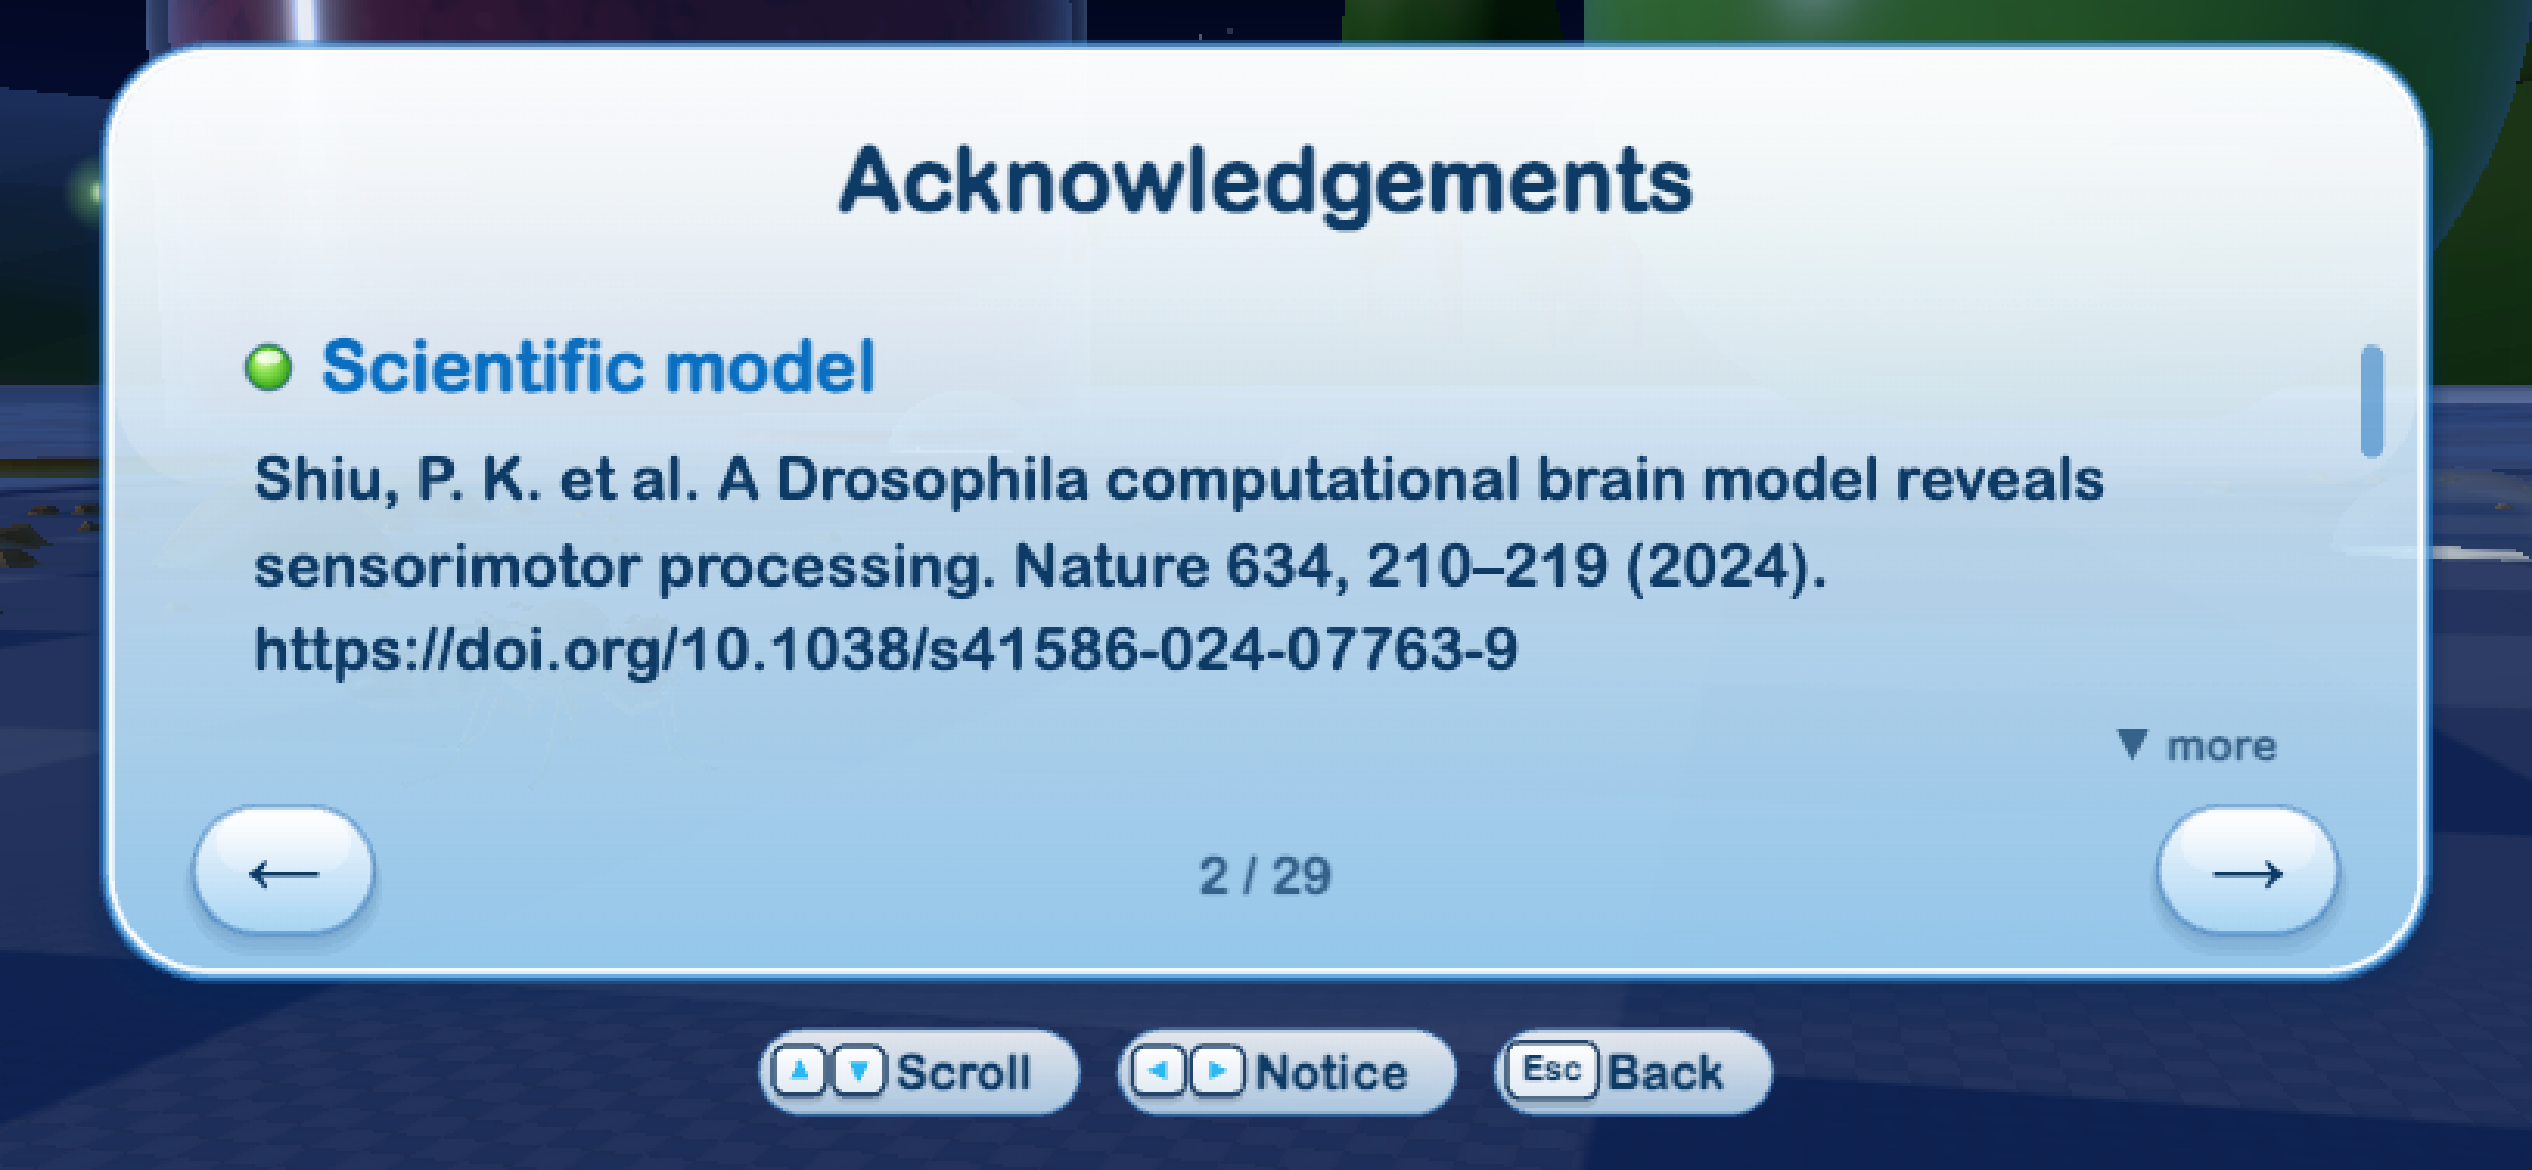 Acknowledgements
Scientific model
Shiu, P. K. et al. A Drosophila computational brain model reveals
sensorimotor processing. Nature 634, 210–219 (2024).
https://doi.org/10.1038/s41586-024-07763-9
▼ more
← 2 / 29 →
▲ ▼ Scroll ◄ ► Notice Esc Back